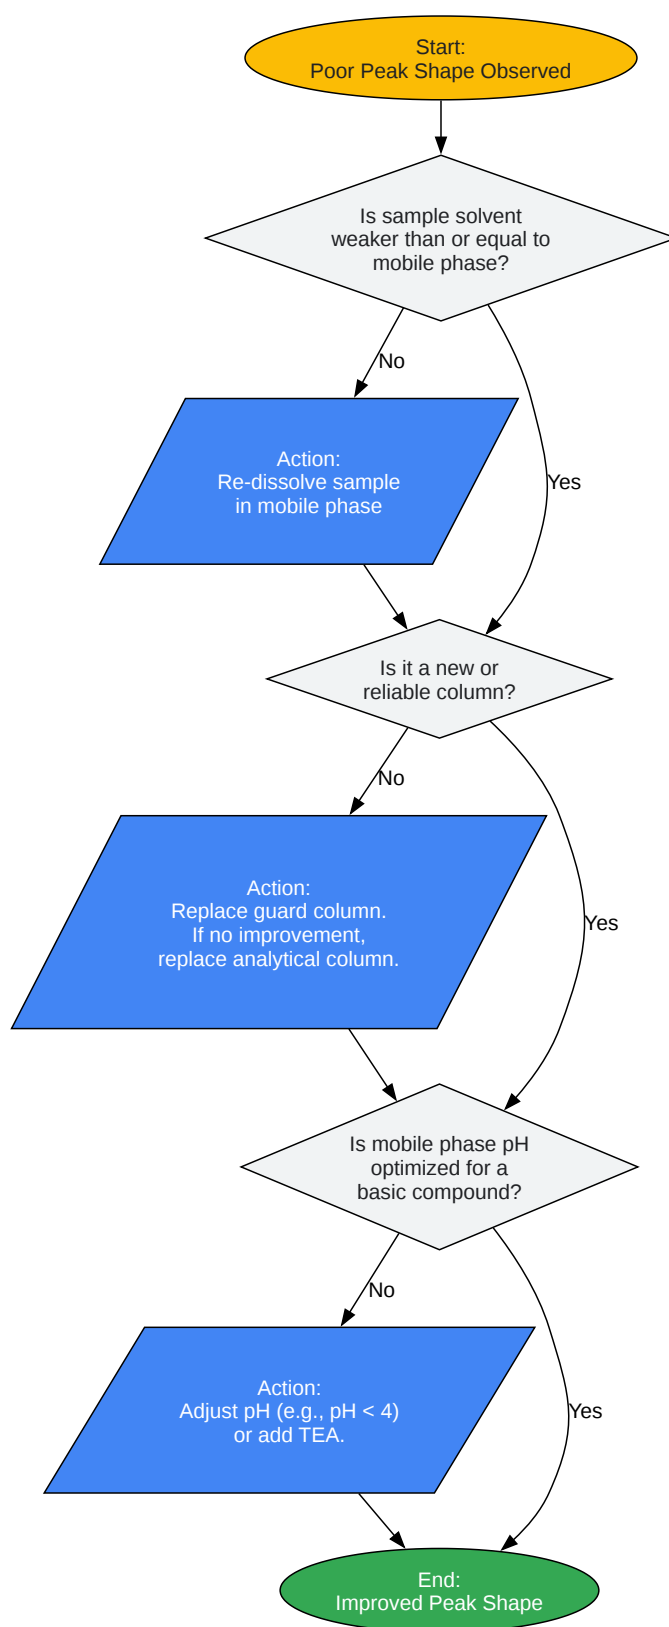 Start:
Poor Peak Shape Observed
Is sample solvent
weaker than or equal to
mobile phase?
No
Action:
Re-dissolve sample
in mobile phase
Yes
Is it a new or
reliable column?
No
Action:
Replace guard column.
If no improvement,
replace analytical column.
Yes
Is mobile phase pH
optimized for a
basic compound?
No
Action:
Adjust pH (e.g., pH < 4)
or add TEA.
Yes
End:
Improved Peak Shape